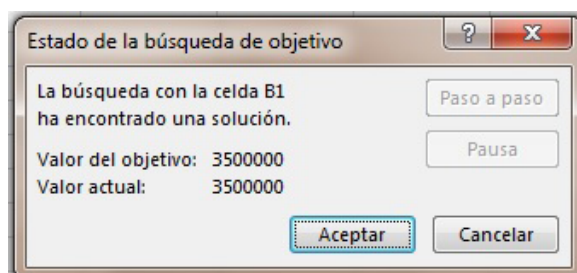 Estado de la búsqueda de objetivo
La búsqueda con la celda B1
ha encontrado una solución.
Paso a paso
Pausa
Valor del objetivo: 3500000
Valor actual: 3500000
Aceptar
Cancelar